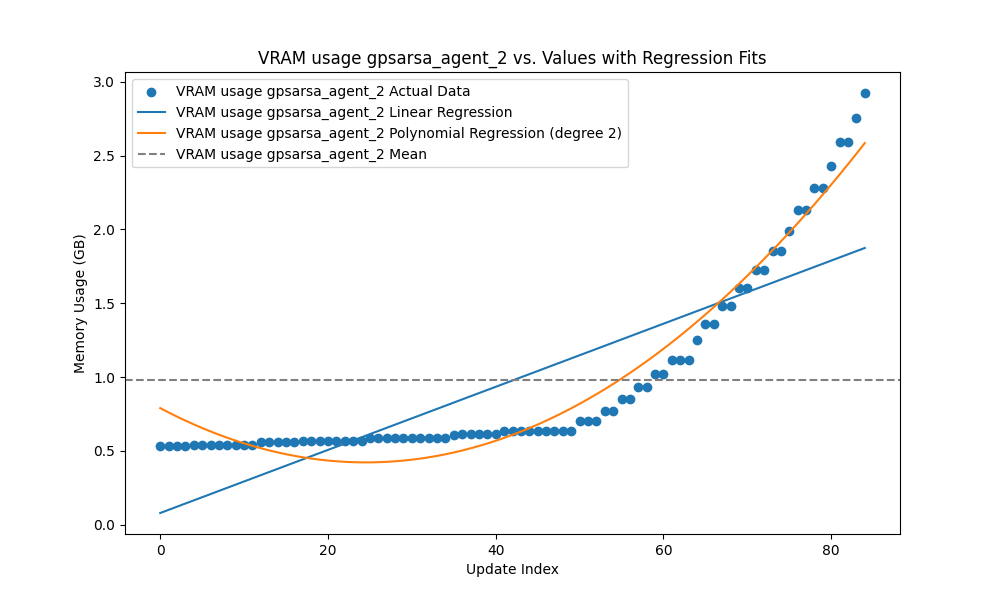 VRAM usage gpsarsa_agent_2 vs. Values with Regression Fits
VRAM usage gpsarsa_agent_2 Actual Data
VRAM usage gpsarsa_agent_2 Linear Regression
VRAM usage gpsarsa_agent_2 Polynomial Regression (degree 2)
VRAM usage gpsarsa_agent_2 Mean
Memory Usage (GB)
3.0
2.5
2.0
1.5
1.0
0.5
0.0
0 20 40 60 80
Update Index